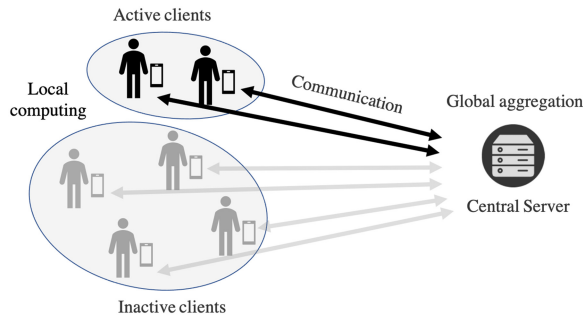 Active clients
Local
computing
Communication
Global aggregation
Central Server
Inactive clients